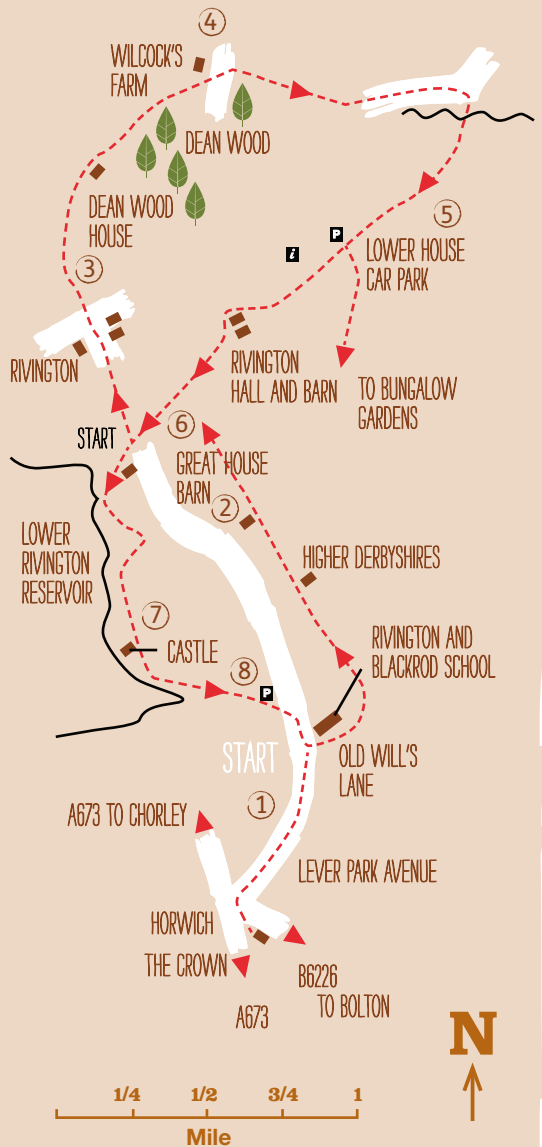 4
WILCOCK'S
FARM
DEAN WOOD
DEAN WOOD
HOUSE
5
P
i
LOWER HOUSE
CAR PARK
3
RIVINGTON
RIVINGTON
HALL AND BARN
TO BUNGALOW
GARDENS
START
6
GREAT HOUSE
BARN
2
LOWER
RIVINGTON
RESERVOIR
HIGHER DERBYSHIRES
7
CASTLE
RIVINGTON AND
BLACKROD SCHOOL
8
P
START
OLD WILL'S
LANE
1
A673 TO CHORLEY
LEVER PARK AVENUE
HORWICH
THE CROWN
B6226
TO BOLTON
A673
N
1/4 1/2 3/4 1
Mile